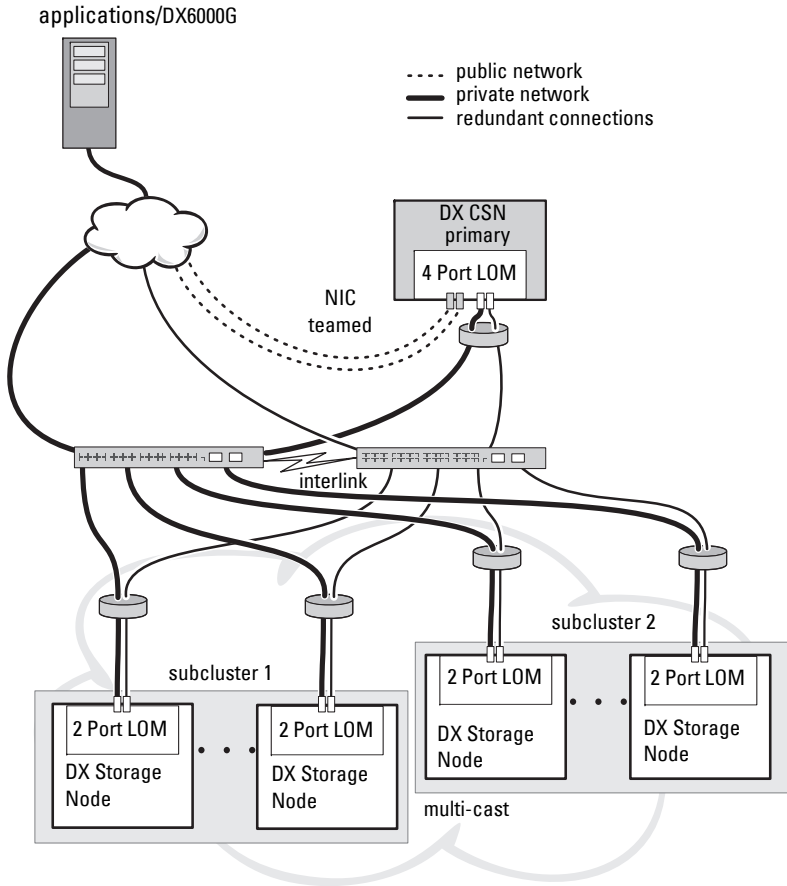 applications/DX6000G
public network
private network
redundant connections
DX CSN
primary
4 Port LOM
NIC
teamed
interlink
subcluster 2
subcluster 1
2 Port LOM
2 Port LOM
DX Storage
Node
DX Storage
Node
2 Port LOM
2 Port LOM
DX Storage
Node
DX Storage
Node
multi-cast